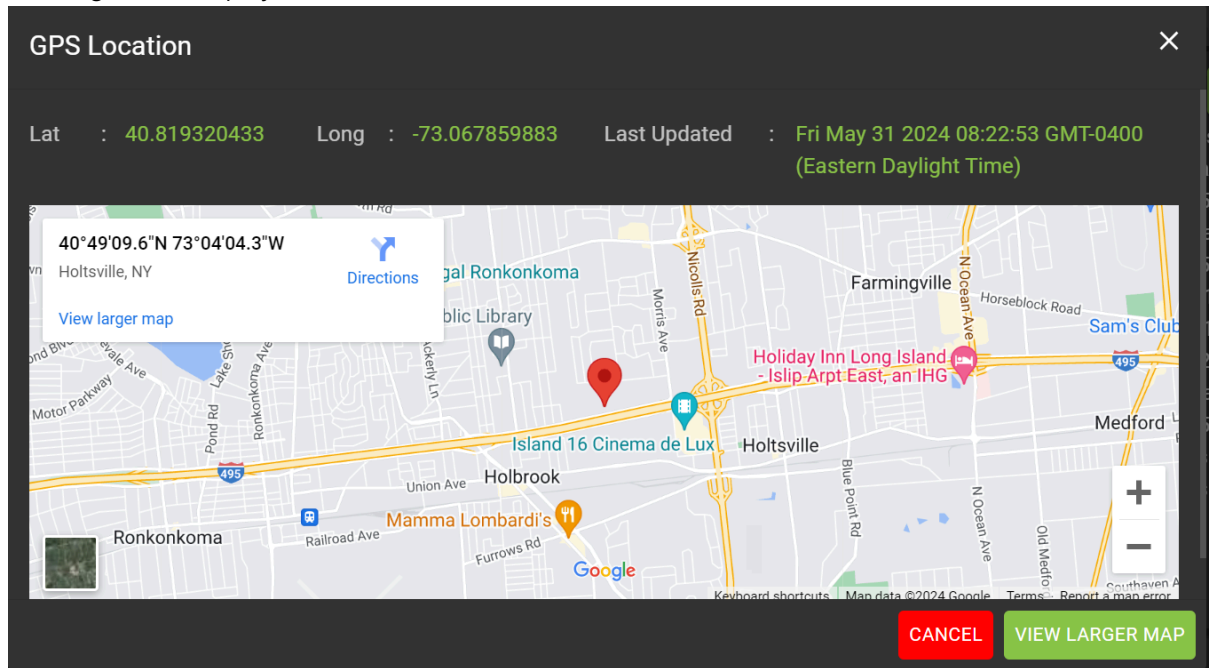 GPS Location
Lat : 40.819320433 Long : -73.067859883 Last Updated : Fri May 31 2024 08:22:53 GMT-0400
(Eastern Daylight Time)
40°49'09.6"N 73°04'04.3"W
Holtsville, NY
Directions
View larger map
gal Ronkonkoma
blic Library
Nicolls Rd
Morris Ave
Farmingville
N Ocean Ave
Horseblock Road
Sam's Club
Holiday Inn Long Island
- Islip Arpt East, an IHG
495
Motor Parkway
Pond Rd
Ronkonkoma Ave
Ackerly Ln
Medford
Island 16 Cinema de Lux
Holtsville
495
Union Ave
Holbrook
Blue Point Rd
N Ocean Ave
Mamma Lombardi's
Ronkonkoma
Railroad Ave
Furrows Rd
Old Medfo
Google
Southaven A
Keyboard shortcuts Map data ©2024 Google Terms Report a map error
CANCEL VIEW LARGER MAP